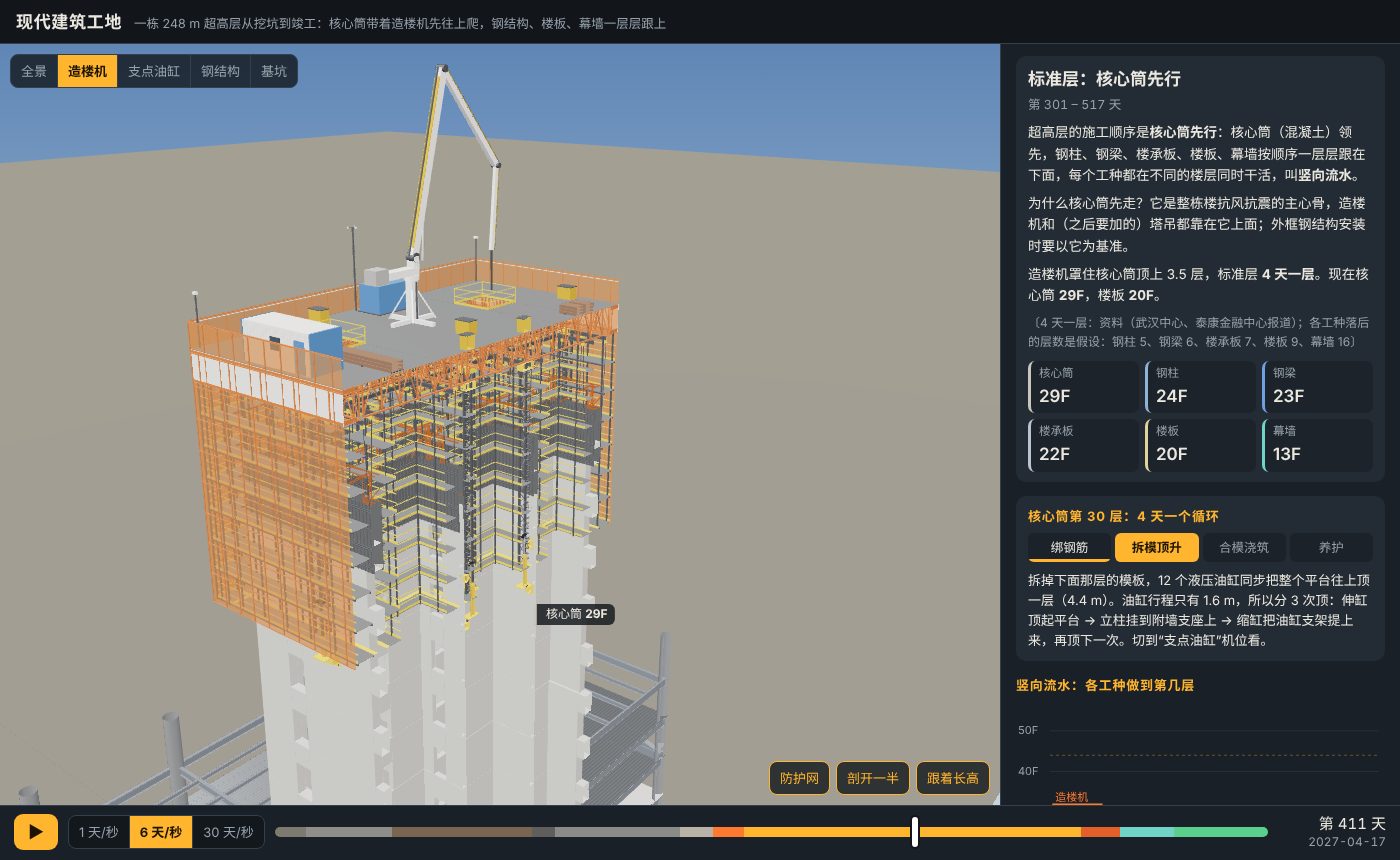 现代建筑工地 一栋 248 m 超高层从挖坑到竣工：核心筒带着造楼机先往上爬，钢结构、楼板、幕墙一层层跟上
全景 造楼机 支点油缸 钢结构 基坑
核心筒 29F
防护网 剖开一半 跟着长高
标准层：核心筒先行
第 301 – 517 天
超高层的施工顺序是核心筒先行：核心筒（混凝土）领
先，钢柱、钢梁、楼承板、楼板、幕墙按顺序一层层跟在
下面，每个工种都在不同的楼层同时干活，叫竖向流水。
为什么核心筒先走？它是整栋楼抗风抗震的主心骨，造楼
机和（之后要加的）塔吊都靠在它上面；外框钢结构安装
时要以它为基准。
造楼机罩住核心筒顶上 3.5 层，标准层 4 天一层。现在核
心筒 29F，楼板 20F。
〔4 天一层：资料（武汉中心、泰康金融中心报道）；各工种落后
的层数是假设：钢柱 5、钢梁 6、楼承板 7、楼板 9、幕墙 16〕
核心筒 钢柱 钢梁
29F 24F 23F
楼承板 楼板 幕墙
22F 20F 13F
核心筒第 30 层：4 天一个循环
绑钢筋 拆模顶升 合模浇筑 养护
拆掉下面那层的模板，12 个液压油缸同步把整个平台往上顶
一层（4.4 m）。油缸行程只有 1.6 m，所以分 3 次顶：伸缸
顶起平台 → 立柱挂到附墙支座上 → 缩缸把油缸支架提上
来，再顶下一次。切到“支点油缸”机位看。
竖向流水：各工种做到第几层
50F
40F
造楼机
1 天/秒 6 天/秒 30 天/秒
第 411 天
2027-04-17